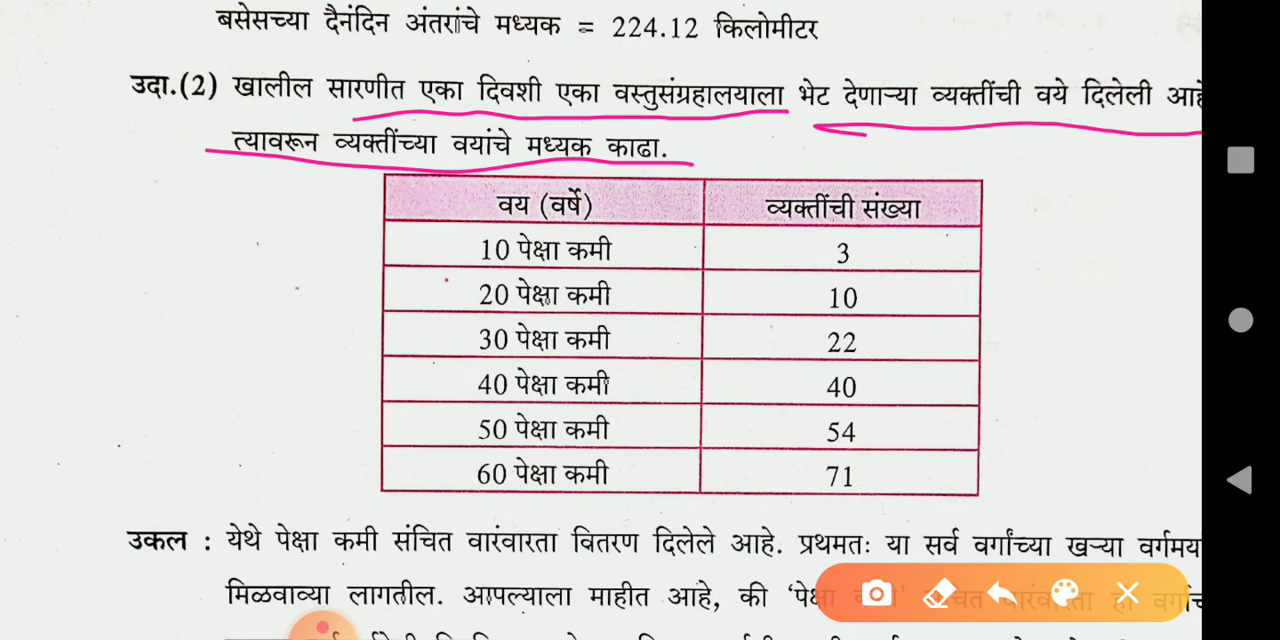 बसेसच्या दैनंदिन अंतरांचे मध्यक = 224.12 किलोमीटर
उदा.(2) खालील सारणीत एका दिवशी एका वस्तुसंग्रहालयाला भेट देणाऱ्या व्यक्तींची वये दिलेली आहे
त्यावरून व्यक्तींच्या वयांचे मध्यक काढा.
वय (वर्षे) व्यक्तींची संख्या
10 पेक्षा कमी 3
20 पेक्षा कमी 10
30 पेक्षा कमी 22
40 पेक्षा कमी 40
50 पेक्षा कमी 54
60 पेक्षा कमी 71
उकल : येथे पेक्षा कमी संचित वारंवारता वितरण दिलेले आहे. प्रथमतः या सर्व वर्गांच्या खऱ्या वर्गमय
मिळवाव्या लागतील. आपल्याला माहीत आहे, की